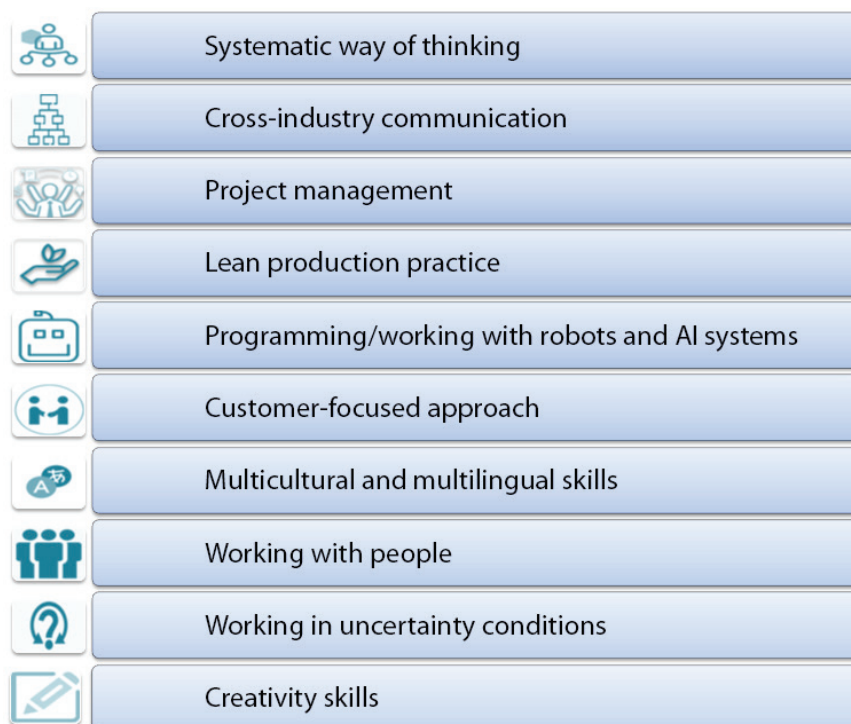 Systematic way of thinking
Cross-industry communication
Project management
Lean production practice
Programming/working with robots and AI systems
Customer-focused approach
A あ
Multicultural and multilingual skills
Working with people
?
Working in uncertainty conditions
Creativity skills